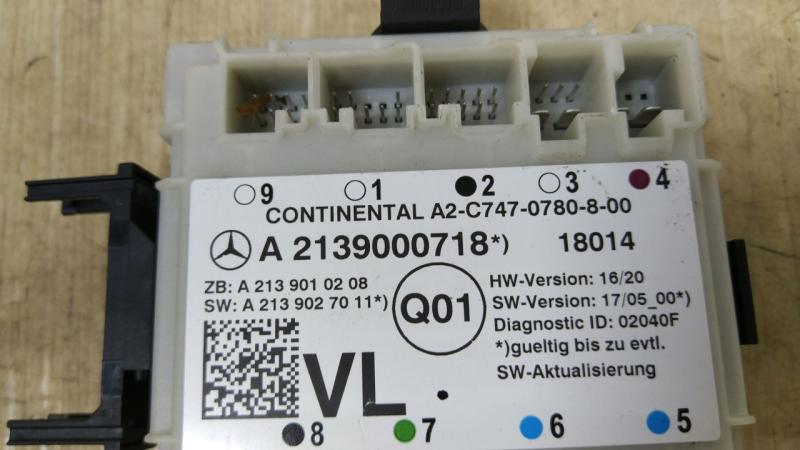 9 1 2 3 4
CONTINENTAL A2-C747-0780-8-00
A 2139000718*) 18014
ZB: A 213 901 02 08
SW: A 213 902 70 11*)
Q01
HW-Version: 16/20
SW-Version: 17/05_00*)
Diagnostic ID: 02040F
*)gueltig bis zu evtl.
SW-Aktualisierung
VL
8 7 6 5